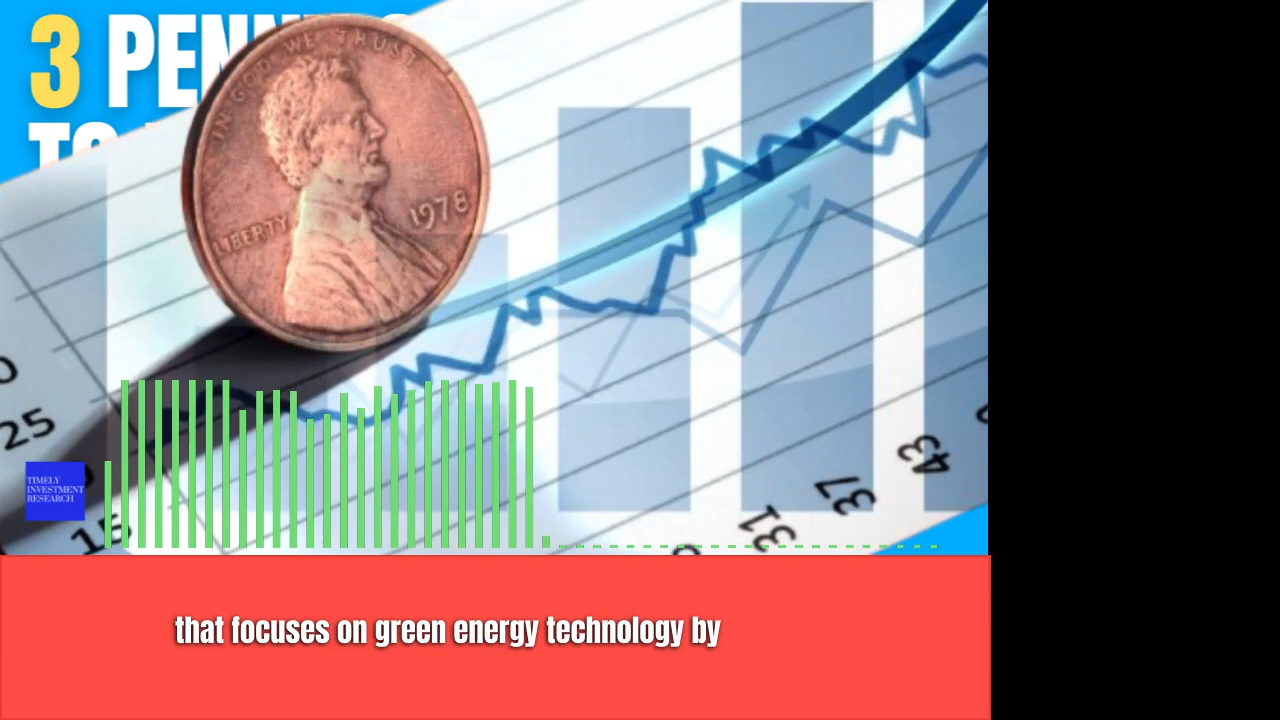 3 PEN
IN GOD WE TRUST
LIBERTY
1978
25
15
43
37
31
TIMELY
INVESTMENT
RESEARCH
that focuses on green energy technology by